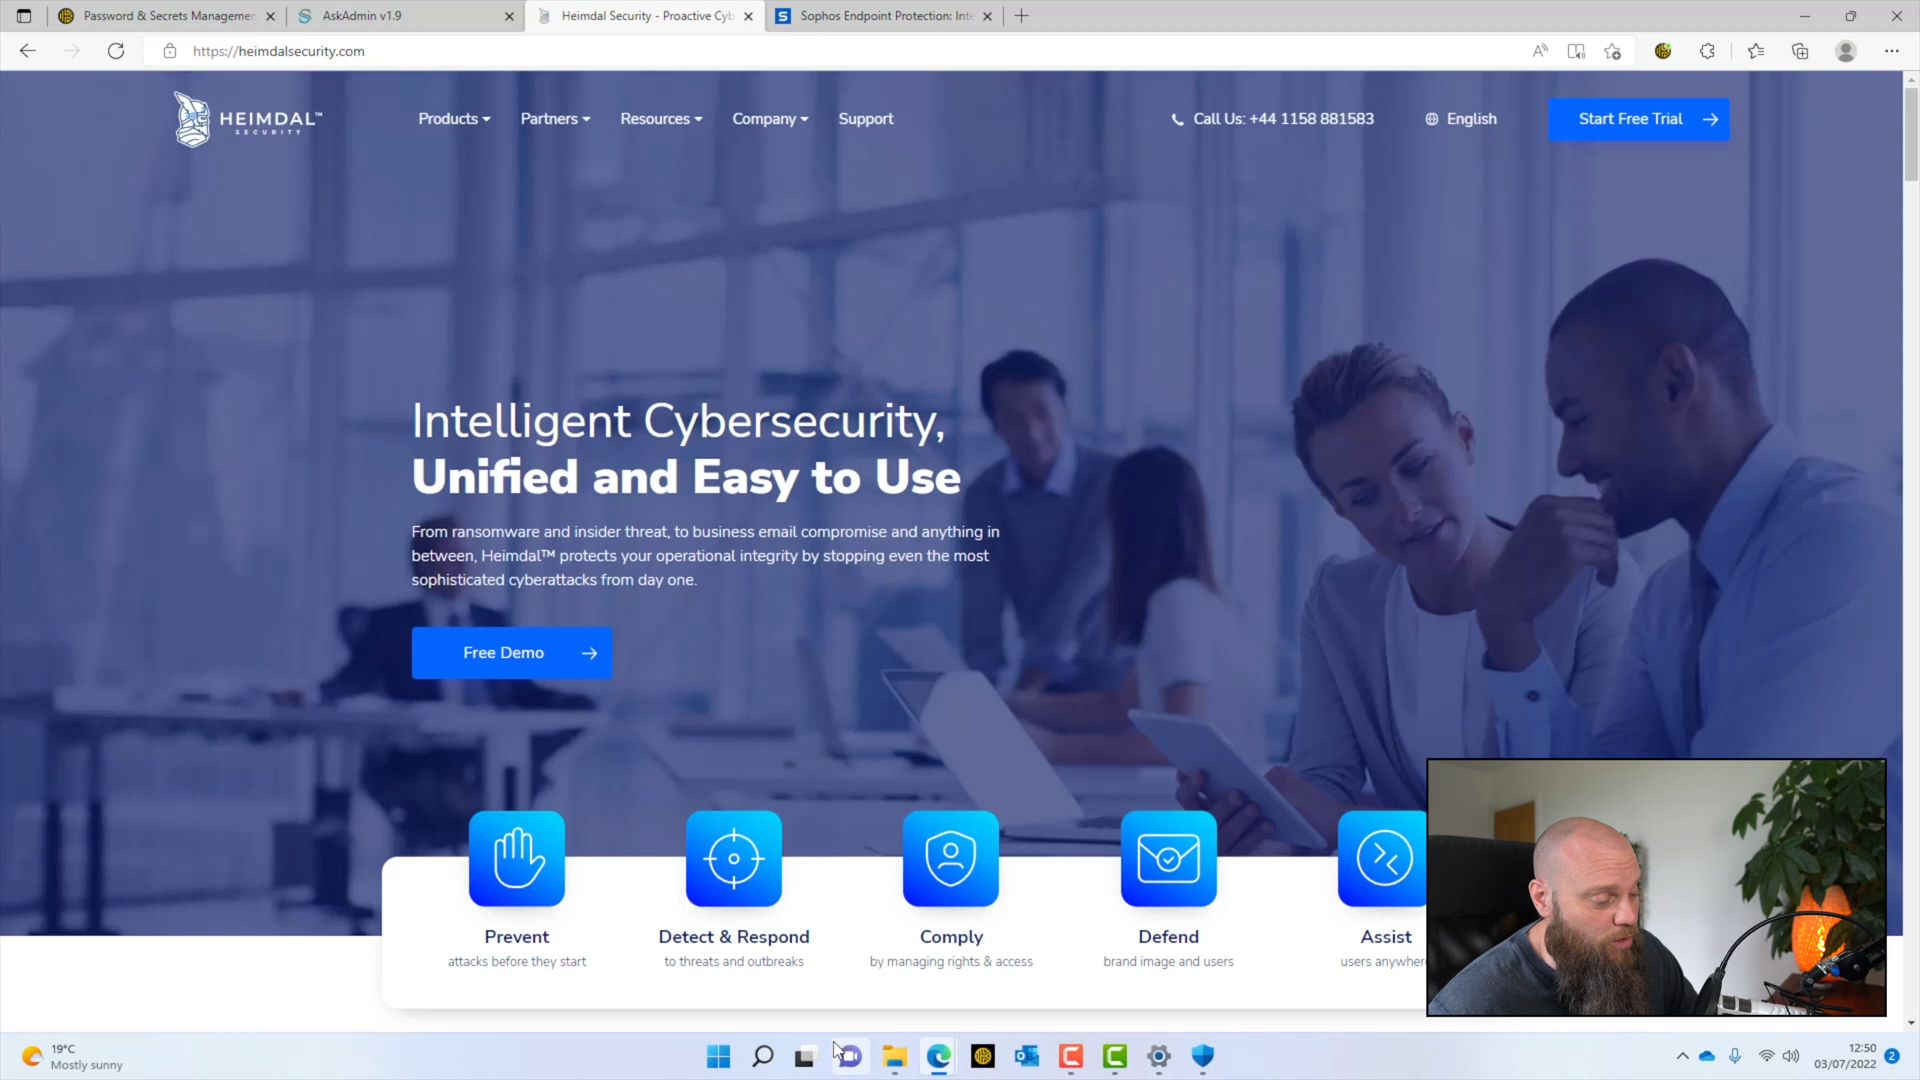 Password & Secrets Managemen
AskAdmin v1.9
Heimdal Security - Proactive Cyb
Sophos Endpoint Protection: Inte
https://heimdalsecurity.com
HEIMDAL™
SECURITY
Products
Partners
Resources
Company
Support
Call Us: +44 1158 881583
English
Start Free Trial
Intelligent Cybersecurity,
Unified and Easy to Use
From ransomware and insider threat, to business email compromise and anything in
between, Heimdal™ protects your operational integrity by stopping even the most
sophisticated cyberattacks from day one.
Free Demo
Prevent
attacks before they start
Detect & Respond
to threats and outbreaks
Comply
by managing rights & access
Defend
brand image and users
Assist
users anywher
19°C
Mostly sunny
12:50
03/07/2022
2